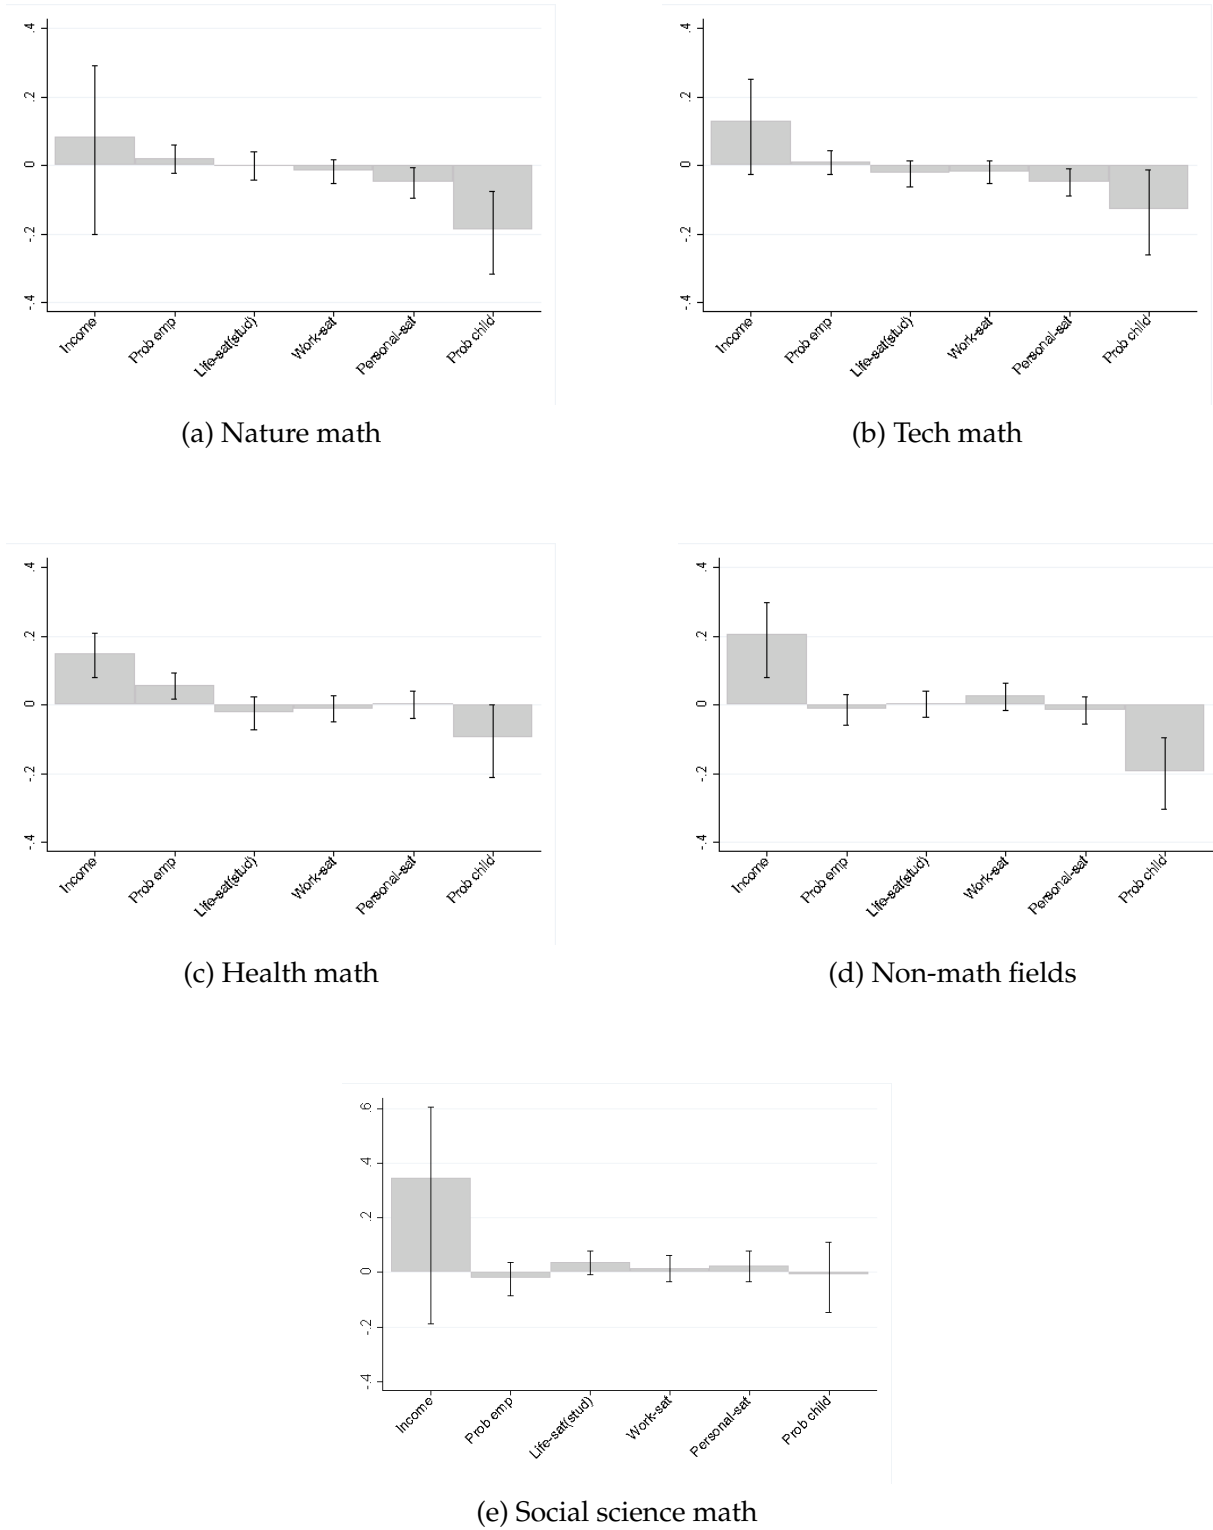 .4 .4
.2 .2
0 0
-.2 -.2
-.4 -.4
Income Prob emp Life-sat(stud) Work-sat Personal-sat Prob child Income Prob emp Life-sat(stud) Work-sat Personal-sat Prob child
(a) Nature math (b) Tech math
.4 .4
.2 .2
0 0
-.2 -.2
-.4 -.4
Income Prob emp Life-sat(stud) Work-sat Personal-sat Prob child Income Prob emp Life-sat(stud) Work-sat Personal-sat Prob child
(c) Health math (d) Non-math fields
.6
.4
.2
0
-.2
-.4
Income Prob emp Life-sat(stud) Work-sat Personal-sat Prob child
(e) Social science math